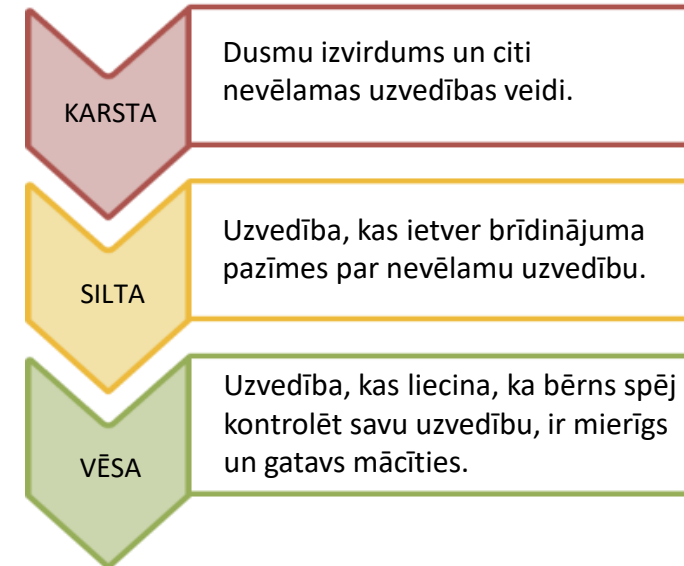 KARSTA
Dusmu izvirdums un citi
nevēlamas uzvedības veidi.
SILTA
Uzvedība, kas ietver brīdinājuma
pazīmes par nevēlamu uzvedību.
VĒSA
Uzvedība, kas liecina, ka bērns spēj
kontrolēt savu uzvedību, ir mierīgs
un gatavs mācīties.